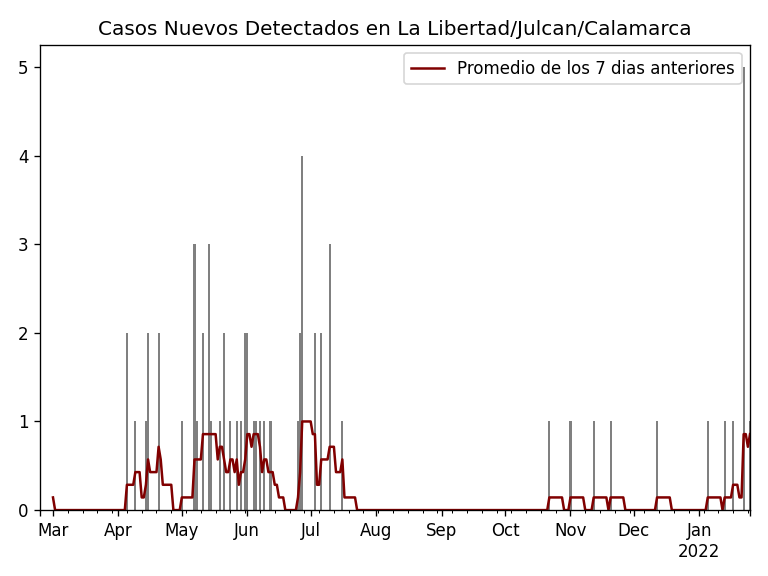 Casos Nuevos Detectados en La Libertad/Julcan/Calamarca
Promedio de los 7 dias anteriores
5
4
3
2
1
0
Mar Apr May Jun Jul Aug Sep Oct Nov Dec Jan
2022